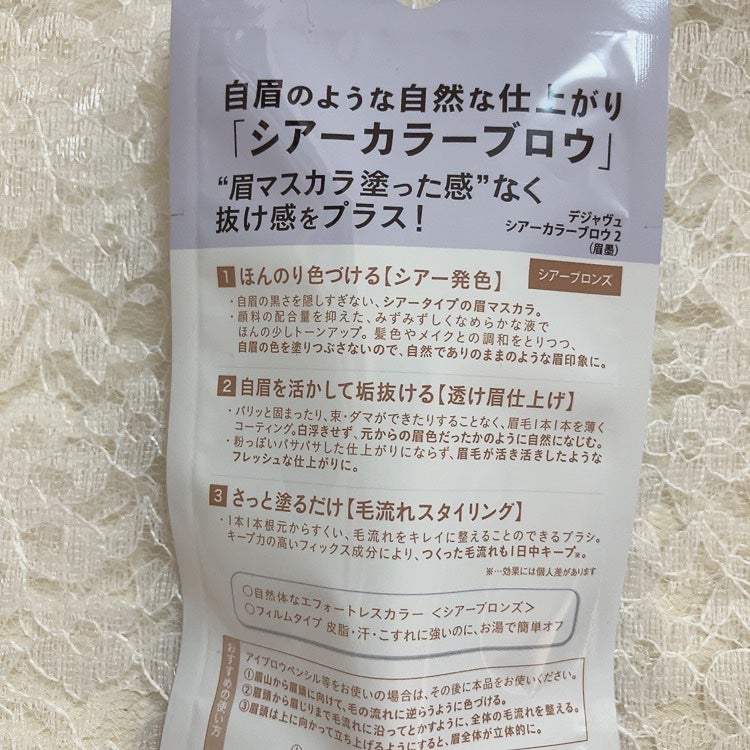 自眉のような自然な仕上がり
「シアーカラーブロウ」
“眉マスカラ塗った感”なく
抜け感をプラス!
デジャヴュ
シアーカラーブロウ 2
(眉墨)
1 ほんのり色づける【シアー発色】
シアーブロンズ
・自眉の黒さを隠しすぎない、シアータイプの眉マスカラ。
・顔料の配合量を抑えた、みずみずしくなめらかな液で
ほんの少しトーンアップ。髪色やメイクとの調和をとりつつ、
自眉の色を塗りつぶさないので、自然でありのままのような眉印象に。
2 自眉を活かして垢抜ける【透け眉仕上げ】
・パリッと固まったり、束・ダマができたりすることなく、眉毛1本1本を薄く
コーティング。白浮きせず、元からの眉色だったかのように自然になじむ。
・粉っぽいパサパサした仕上がりにならず、眉毛が活き活きしたような
フレッシュな仕上がりに。
3 さっと塗るだけ【毛流れスタイリング】
・1本1本根元からすくい、毛流れをキレイに整えることのできるブラシ。
キープ力の高いフィックス成分により、つくった毛流れも1日中キープ※。
※…効果には個人差があります
○自然体なエフォートレスカラー <シアーブロンズ>
○フィルムタイプ 皮脂・汗・こすれに強いのに、お湯で簡単オフ
おすすめの使い方
アイブロウペンシル等をお使いの場合は、その後に本品をお使いください。
①眉山から眉頭に向けて、毛の流れに逆らうように色づける。
②眉頭から眉じりまで毛流れに沿ってとかすように、全体の毛流れを整える。
③眉頭は上に向かって立ち上げるようにすると、眉全体が立体的に。